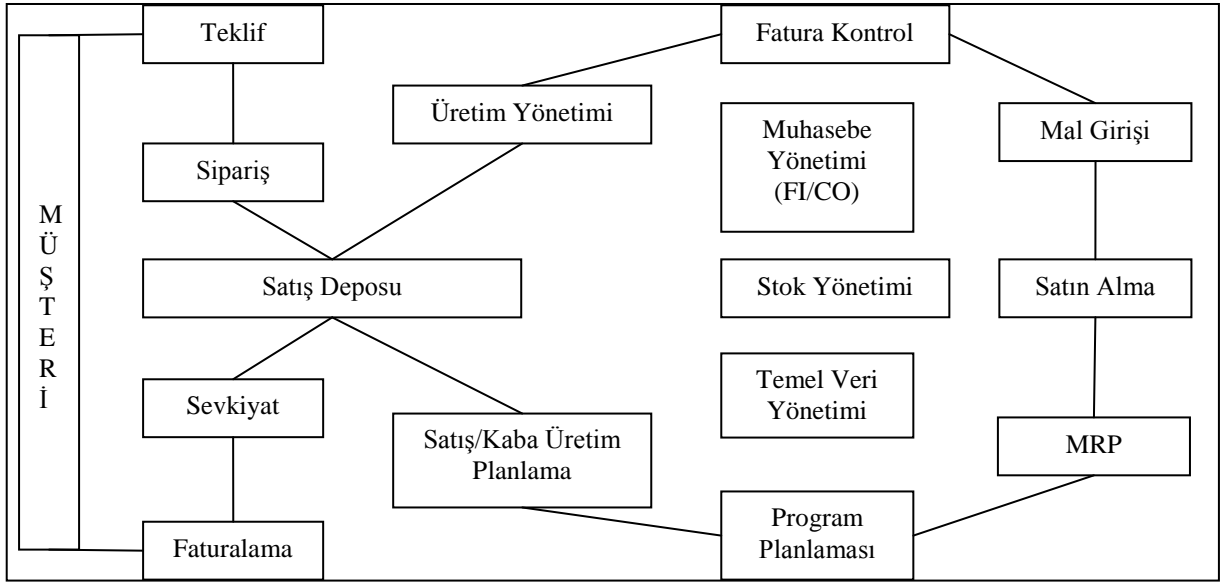 Teklif
Fatura Kontrol
Üretim Yönetimi
Muhasebe
Yönetimi
(FI/CO)
Mal Girişi
Sipariş
MÜŞTERİ
Satış Deposu
Stok Yönetimi
Satın Alma
Temel Veri
Yönetimi
Sevkiyat
Satış/Kaba Üretim
Planlama
MRP
Program
Planlaması
Faturalama